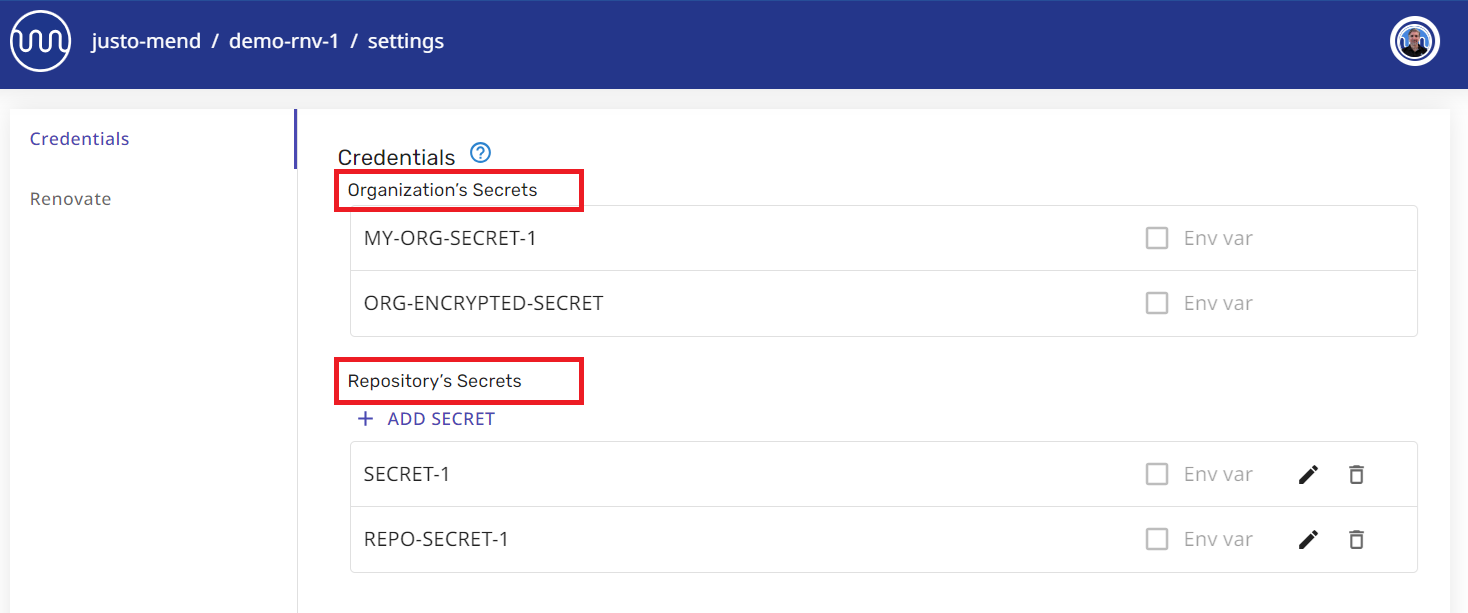 justo-mend / demo-rnv-1 / settings
Credentials
Renovate
Credentials
Organization's Secrets
MY-ORG-SECRET-1 Env var
ORG-ENCRYPTED-SECRET Env var
Repository's Secrets
+ ADD SECRET
SECRET-1 Env var
REPO-SECRET-1 Env var